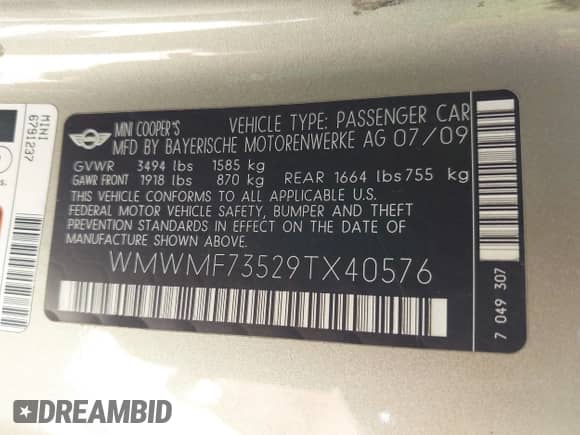 MINI COOPER'S VEHICLE TYPE: PASSENGER CAR
MFD BY BAYERISCHE MOTORENWERKE AG 07/09
GVWR 3494 lbs 1585 kg
GAWR FRONT 1918 lbs 870 kg REAR 1664 lbs 755 kg
THIS VEHICLE CONFORMS TO ALL APPLICABLE U.S.
FEDERAL MOTOR VEHICLE SAFETY, BUMPER AND THEFT
PREVENTION STANDARDS IN EFFECT ON THE DATE OF
MANUFACTURE SHOWN ABOVE.
WMWMF73529TX40576
7 049 307
MINI
6791237
DREAMBID